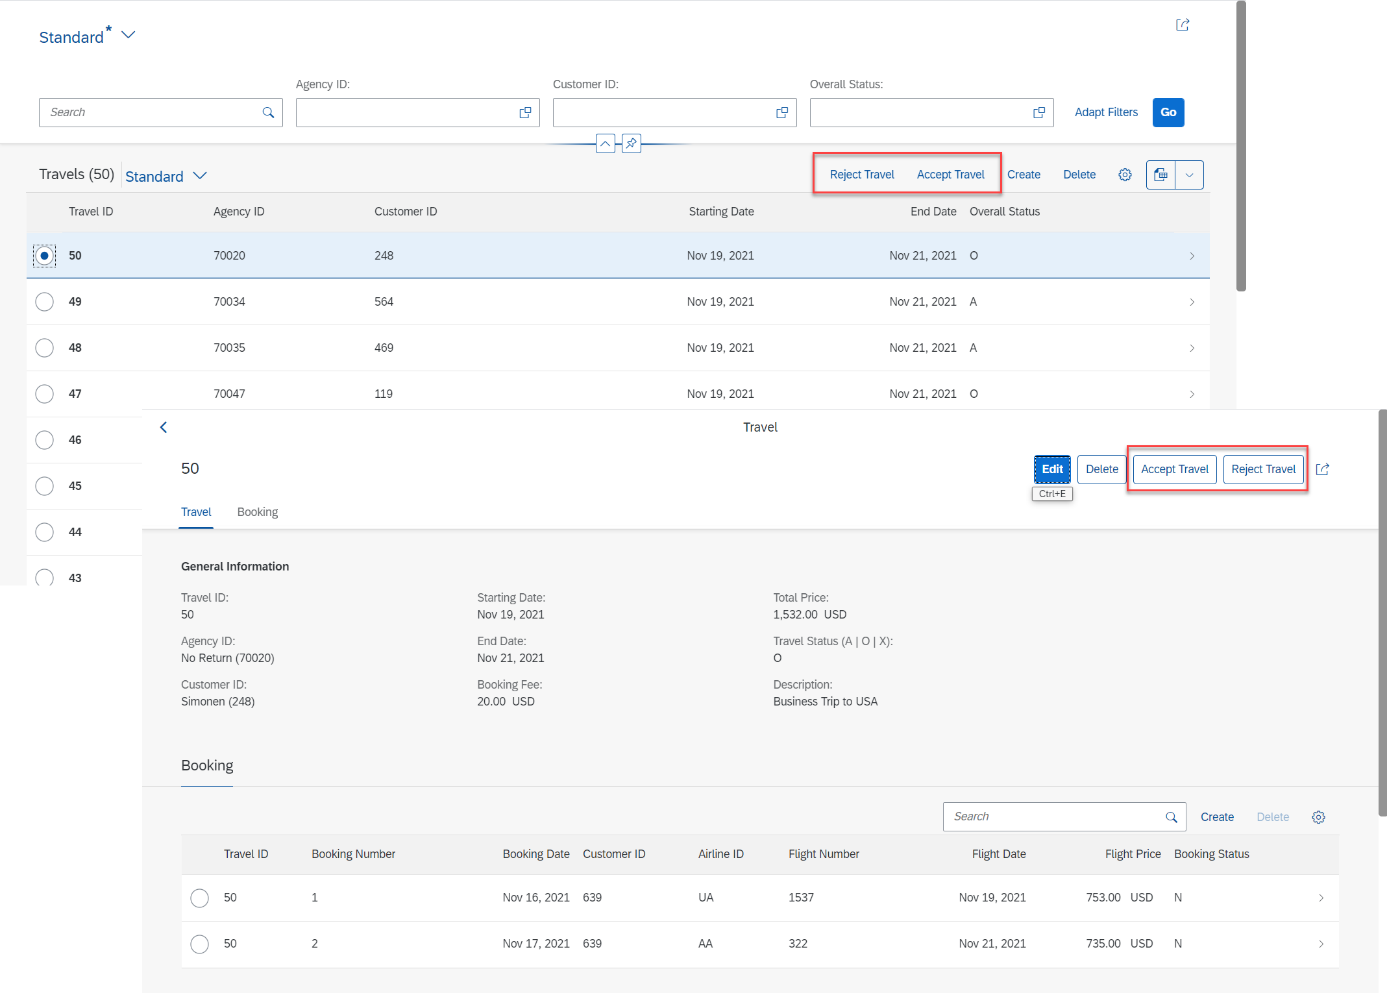 Standard*
Agency ID: Customer ID: Overall Status:
Search Adapt Filters Go
Travels (50) Standard Reject Travel Accept Travel Create Delete
Travel ID Agency ID Customer ID Starting Date End Date Overall Status
50 70020 248 Nov 19, 2021 Nov 21, 2021 O
49 70034 564 Nov 19, 2021 Nov 21, 2021 A
48 70035 469 Nov 19, 2021 Nov 21, 2021 A
47 70047 119 Nov 19, 2021 Nov 21, 2021 O
46
45
44
43
Travel
50 Edit Delete Accept Travel Reject Travel
Ctrl+E
Travel Booking
General Information
Travel ID: Starting Date: Total Price:
50 Nov 19, 2021 1,532.00 USD
Agency ID: End Date: Travel Status (A | O | X):
No Return (70020) Nov 21, 2021 O
Customer ID: Booking Fee: Description:
Simonen (248) 20.00 USD Business Trip to USA
Booking
Search Create Delete
Travel ID Booking Number Booking Date Customer ID Airline ID Flight Number Flight Date Flight Price Booking Status
50 1 Nov 16, 2021 639 UA 1537 Nov 19, 2021 753.00 USD N
50 2 Nov 17, 2021 639 AA 322 Nov 21, 2021 735.00 USD N